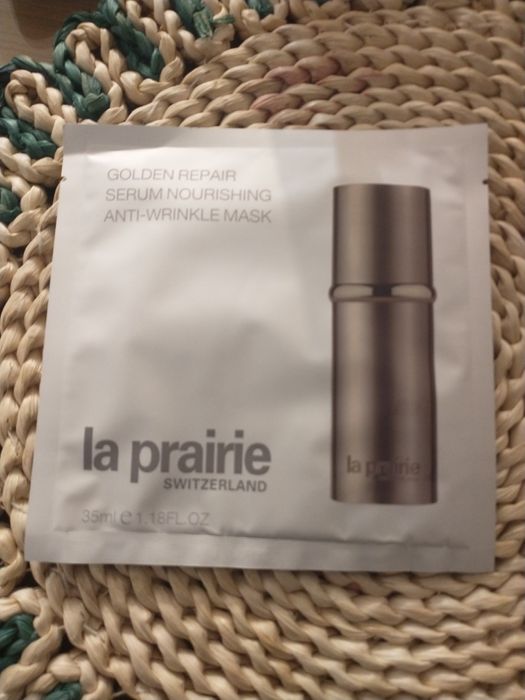 GOLDEN REPAIR
SERUM NOURISHING
ANTI-WRINKLE MASK
la prairie
la prairie
SWITZERLAND
35ml ℮ 1.18FL.OZ